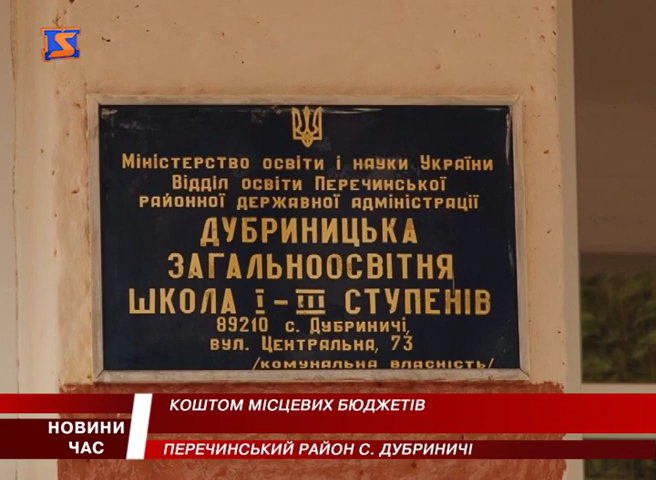 Міністерство освіти і науки України
Відділ освіти Перечинської
районної державної адміністрації
ДУБРИНИЦЬКА
ЗАГАЛЬНООСВІТНЯ
ШКОЛА І–ІІІ СТУПЕНІВ
89210 с. Дубриничі,
вул. Центральна, 73
/комунальна власність/
КОШТОМ МІСЦЕВИХ БЮДЖЕТІВ
НОВИНИ
ЧАС
ПЕРЕЧИНСЬКИЙ РАЙОН С. ДУБРИНИЧІ